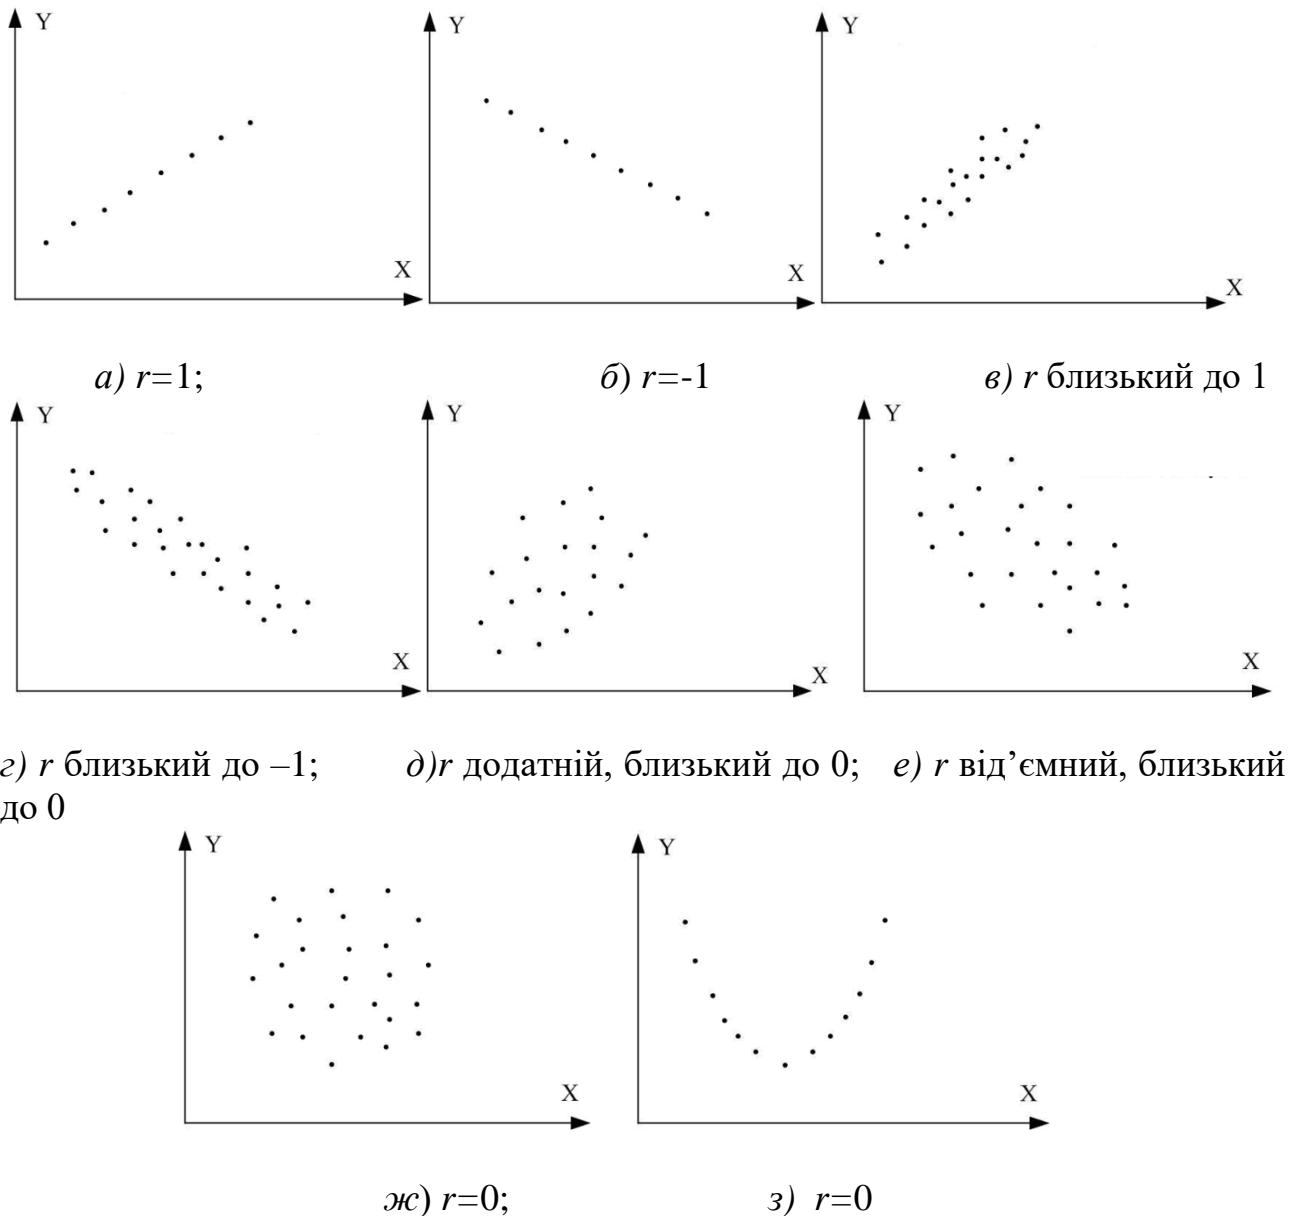 Y Y Y
X X X
а) r=1; б) r=-1 в) r близький до 1
Y Y Y
X X X
г) r близький до –1; д)r додатній, близький до 0; е) r від’ємний, близький
до 0
Y Y
X X
ж) r=0; з) r=0